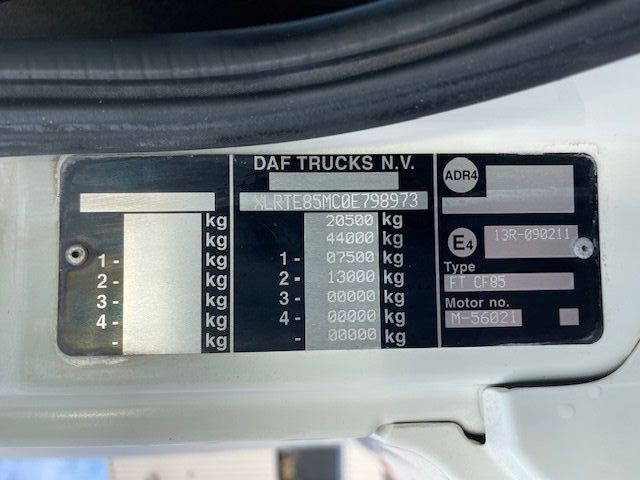 DAF TRUCKS N.V.
XLRTE85MC0E798973
kg 20500 kg
kg 44000 kg
1- kg 1- 07500 kg
2- kg 2- 13000 kg
3- kg 3- 00000 kg
4- kg 4- 00000 kg
- kg - 00000 kg
ADR4
E4 13R-090211
Type
FT CF85
Motor no.
M-56021